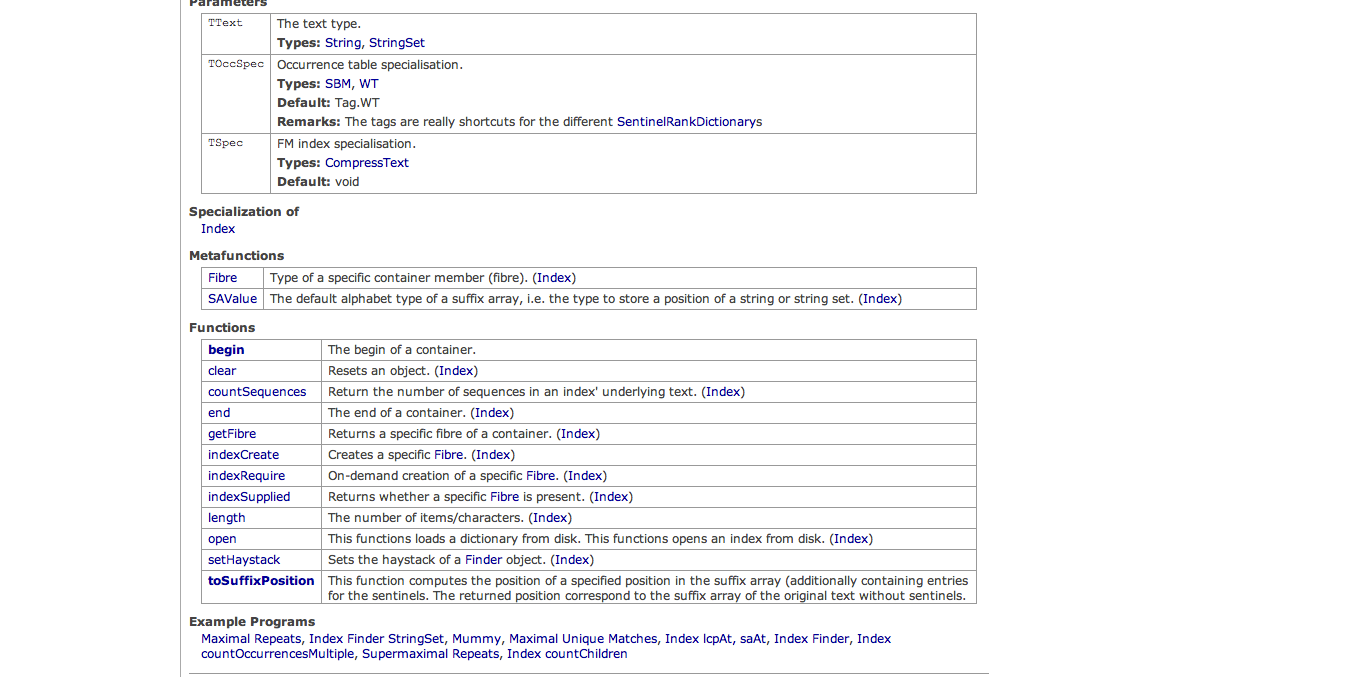 Parameters
TText The text type.
Types: String, StringSet
TOccSpec Occurrence table specialisation.
Types: SBM, WT
Default: Tag.WT
Remarks: The tags are really shortcuts for the different SentinelRankDictionarys
TSpec FM index specialisation.
Types: CompressText
Default: void
Specialization of
Index
Metafunctions
Fibre Type of a specific container member (fibre). (Index)
SAValue The default alphabet type of a suffix array, i.e. the type to store a position of a string or string set. (Index)
Functions
begin The begin of a container.
clear Resets an object. (Index)
countSequences Return the number of sequences in an index' underlying text. (Index)
end The end of a container. (Index)
getFibre Returns a specific fibre of a container. (Index)
indexCreate Creates a specific Fibre. (Index)
indexRequire On-demand creation of a specific Fibre. (Index)
indexSupplied Returns whether a specific Fibre is present. (Index)
length The number of items/characters. (Index)
open This functions loads a dictionary from disk. This functions opens an index from disk. (Index)
setHaystack Sets the haystack of a Finder object. (Index)
toSuffixPosition This function computes the position of a specified position in the suffix array (additionally containing entries
for the sentinels. The returned position correspond to the suffix array of the original text without sentinels.
Example Programs
Maximal Repeats, Index Finder StringSet, Mummy, Maximal Unique Matches, Index lcpAt, saAt, Index Finder, Index
countOccurrencesMultiple, Supermaximal Repeats, Index countChildren